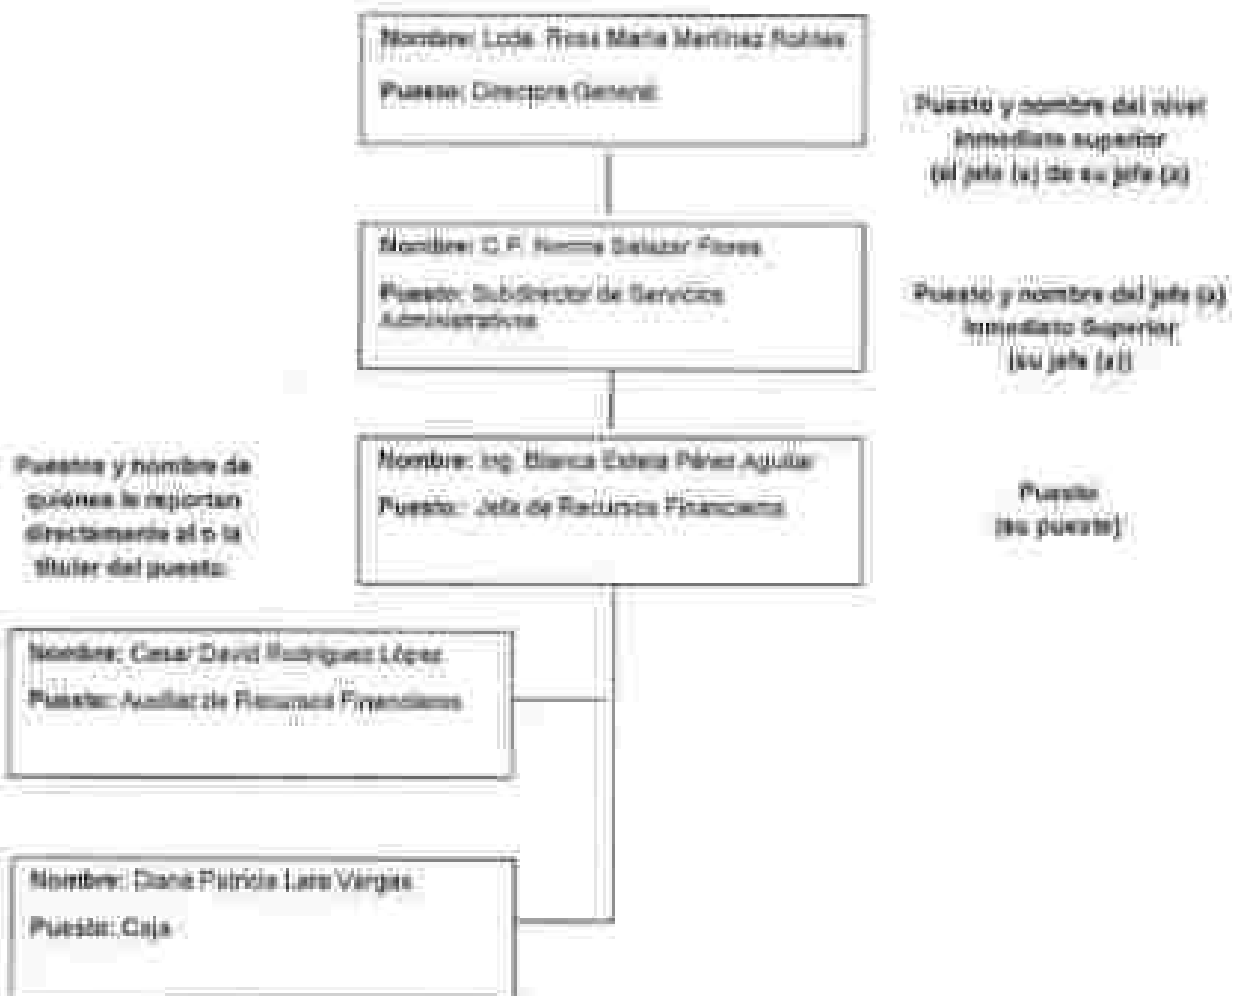 Nombre: Lcda. Rosa María Martínez Robles
Puesto: Directora General
Puesto y nombre del nivel
inmediato superior
(el jefe (a) de su jefe (a)
Nombre: C.P. Norma Salazar Flores
Puesto: Subdirector de Servicios
Administrativos
Puesto y nombre del jefe (a)
Inmediato Superior
(su jefe (a))
Puestos y nombre de
quiénes le reportan
directamente al o la
titular del puesto.
Nombre: Ing. Blanca Estela Pérez Aguilar
Puesto: Jefa de Recursos Financieros
Puesto
(su puesto)
Nombre: Cesar David Rodríguez López
Puesto: Auxiliar de Recursos Financieros
Nombre: Diana Patricia Lara Vargas
Puesto: Caja